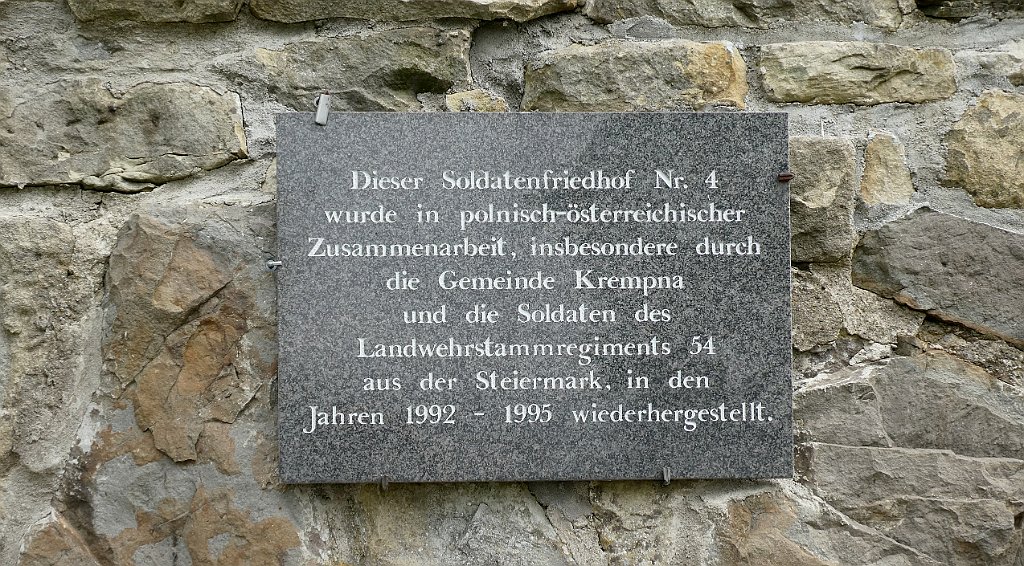 Dieser Soldatenfriedhof Nr. 4
wurde in polnisch-österreichischer
Zusammenarbeit, insbesondere durch
die Gemeinde Krempna
und die Soldaten des
Landwehrstammregiments 54
aus der Steiermark, in den
Jahren 1992 - 1995 wiederhergestellt.